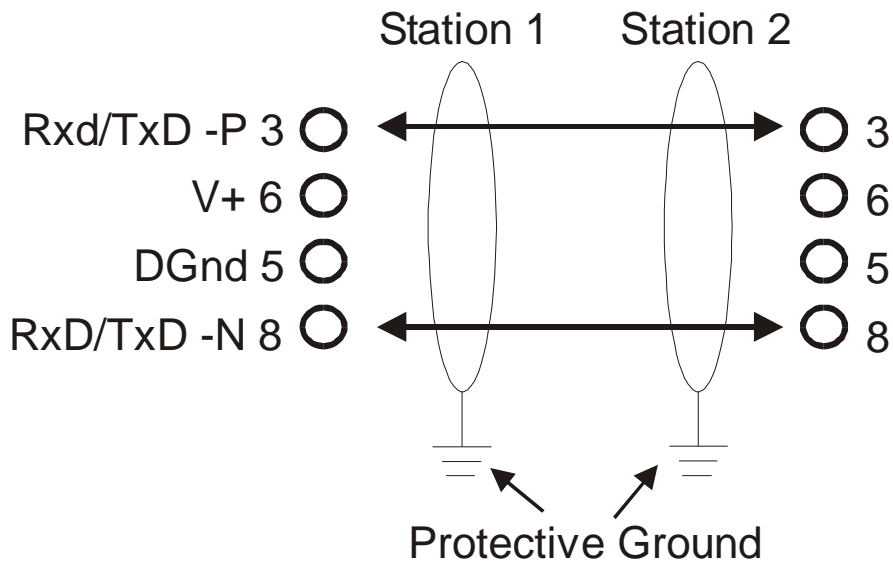 Station 1 Station 2
Rxd/TxD -P 3 3
V+ 6 6
DGnd 5 5
RxD/TxD -N 8 8
Protective Ground